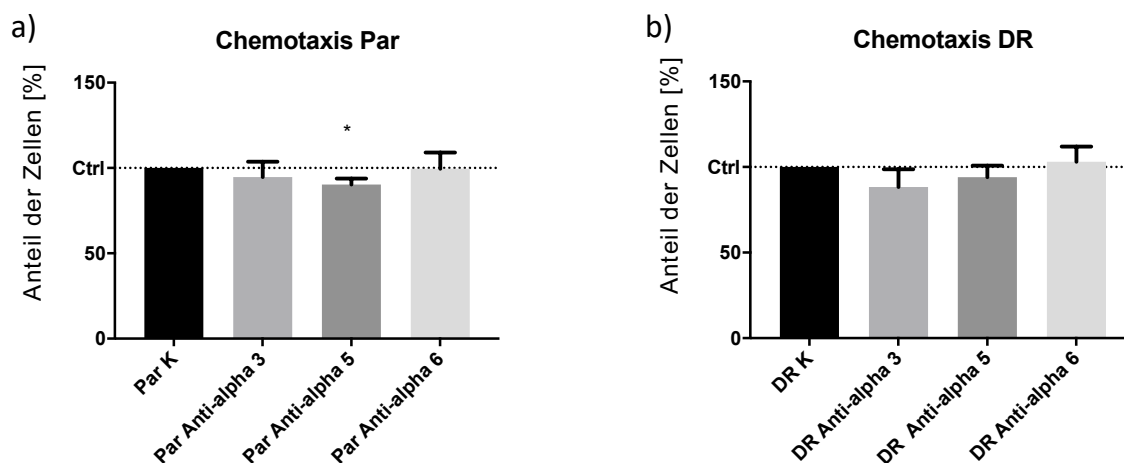 a)
Chemotaxis Par
Anteil der Zellen [%]
150
Ctrl
50
0
*
Par K
Par Anti-alpha 3
Par Anti-alpha 5
Par Anti-alpha 6
b)
Chemotaxis DR
Anteil der Zellen [%]
150
Ctrl
50
0
DR K
DR Anti-alpha 3
DR Anti-alpha 5
DR Anti-alpha 6